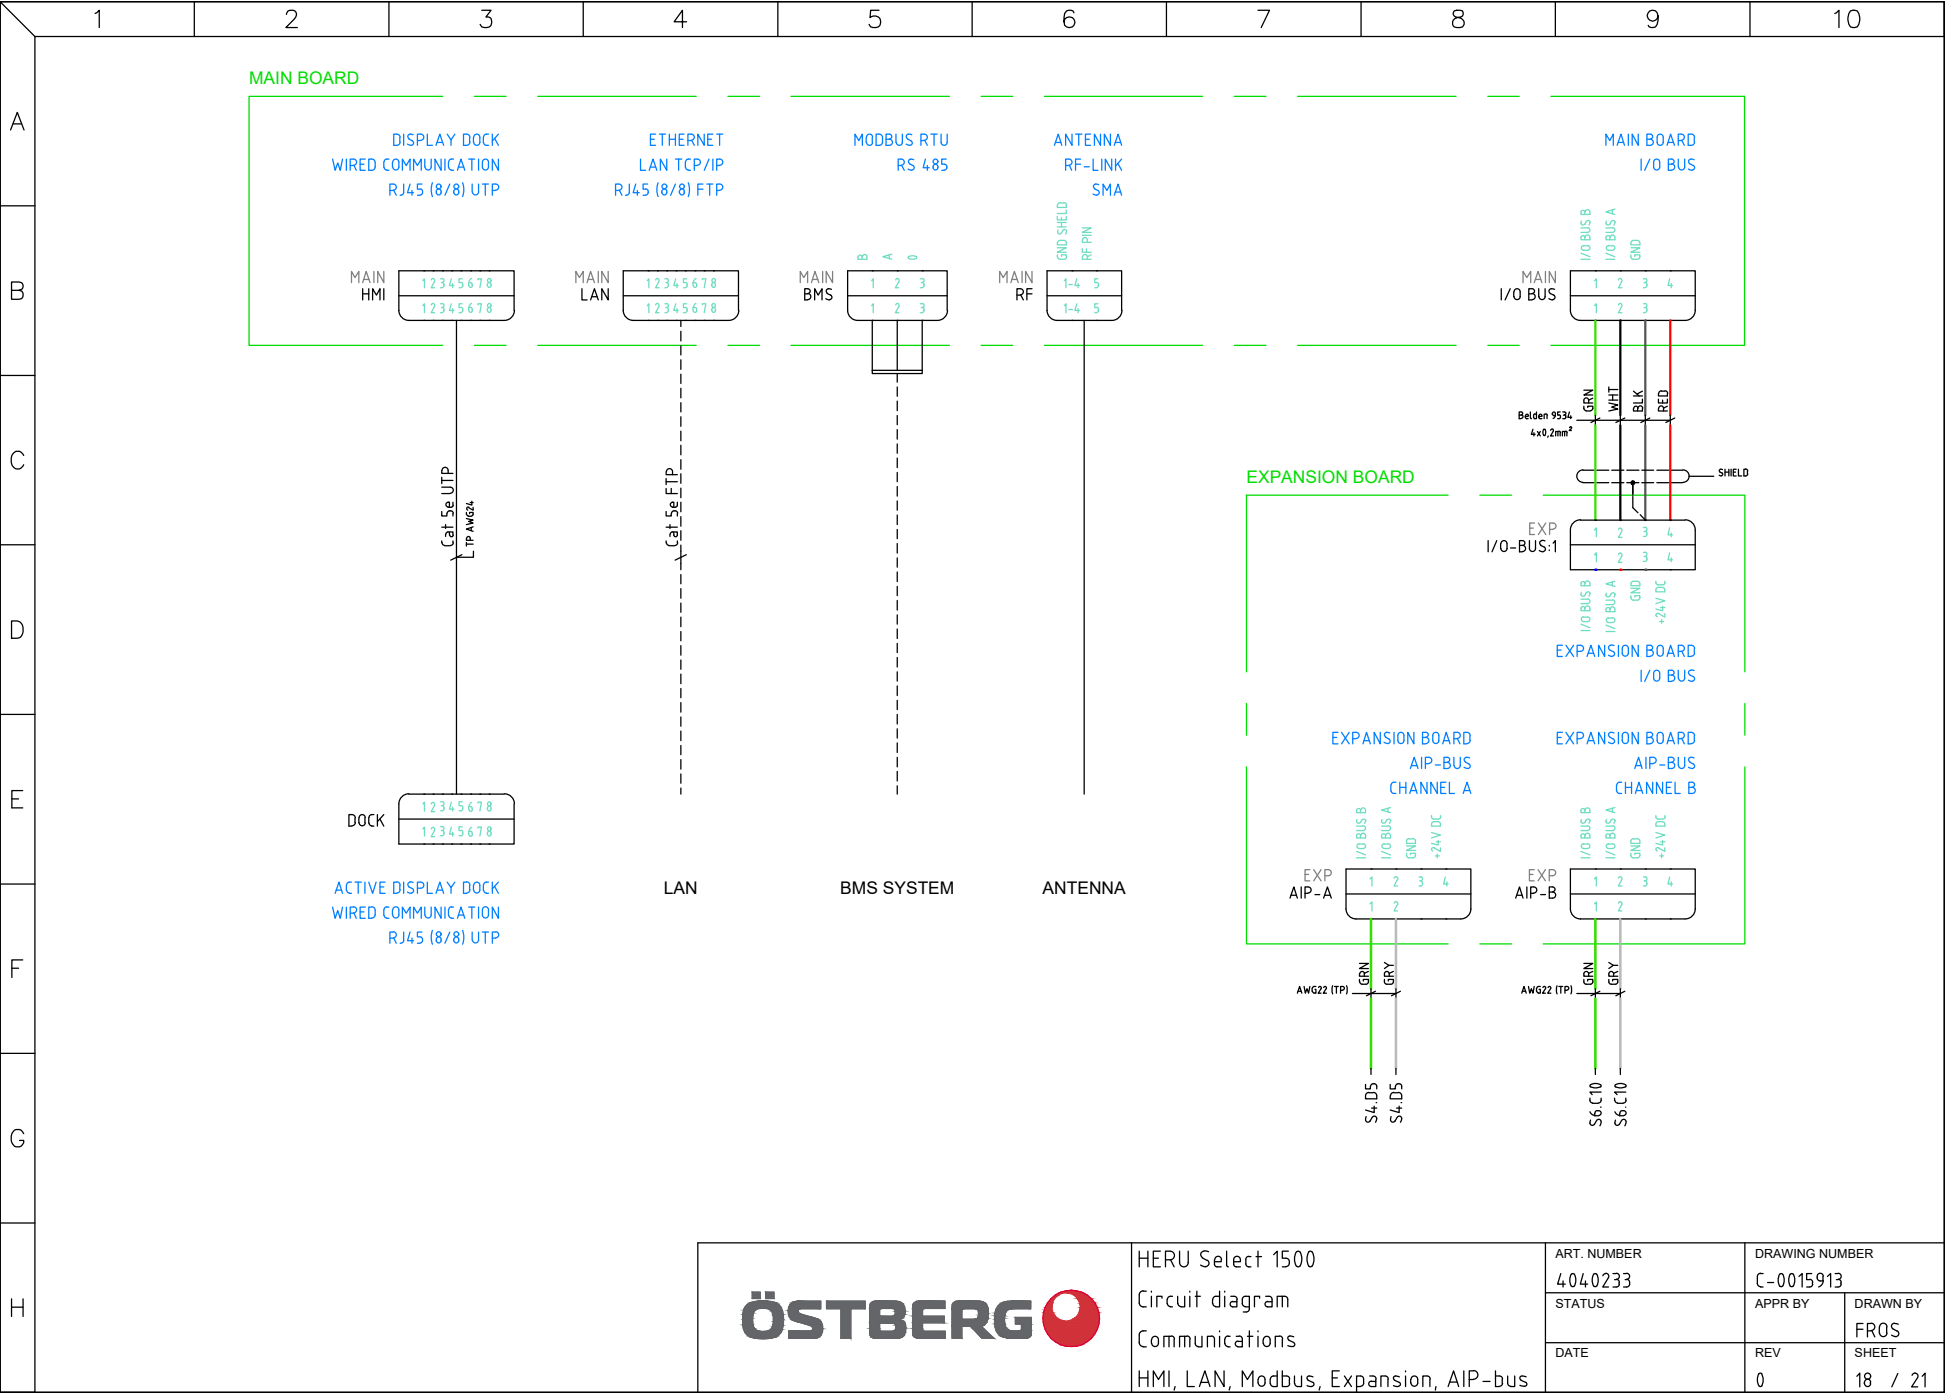 1 2 3 4 5 6 7 8 9 10
A
B
C
D
E
F
G
H
MAIN BOARD
DISPLAY DOCK
WIRED COMMUNICATION
RJ45 (8/8) UTP
ETHERNET
LAN TCP/IP
RJ45 (8/8) FTP
MODBUS RTU
RS 485
ANTENNA
RF-LINK
SMA
MAIN BOARD
I/O BUS
MAIN
HMI
12345678
12345678
MAIN
LAN
12345678
12345678
B A 0
MAIN
BMS
1 2 3
1 2 3
GND SHIELD
RF PIN
MAIN
RF
1-4 5
1-4 5
I/O BUS B
I/O BUS A
GND
MAIN
I/O BUS
1 2 3 4
1 2 3
GRN
WHT
BLK
RED
Belden 9534
4x0,2mm²
SHIELD
Cat 5e UTP
TP AWG24
Cat 5e FTP
EXPANSION BOARD
EXP
I/O-BUS:1
1 2 3 4
1 2 3 4
I/O BUS B
I/O BUS A
GND
+24V DC
EXPANSION BOARD
I/O BUS
EXPANSION BOARD
AIP-BUS
CHANNEL A
EXPANSION BOARD
AIP-BUS
CHANNEL B
DOCK
12345678
12345678
ACTIVE DISPLAY DOCK
WIRED COMMUNICATION
RJ45 (8/8) UTP
LAN
BMS SYSTEM
ANTENNA
I/O BUS B
I/O BUS A
GND
+24V DC
EXP
AIP-A
1 2 3 4
1 2
GRN
GRY
AWG22 (TP)
S4.D5
S4.D5
I/O BUS B
I/O BUS A
GND
+24V DC
EXP
AIP-B
1 2 3 4
1 2
GRN
GRY
AWG22 (TP)
S6.C10
S6.C10
ÖSTBERG
HERU Select 1500
Circuit diagram
Communications
HMI, LAN, Modbus, Expansion, AIP-bus
ART. NUMBER
4040233
DRAWING NUMBER
C-0015913
STATUS
APPR BY
DRAWN BY
FROS
DATE
REV
0
SHEET
18 / 21